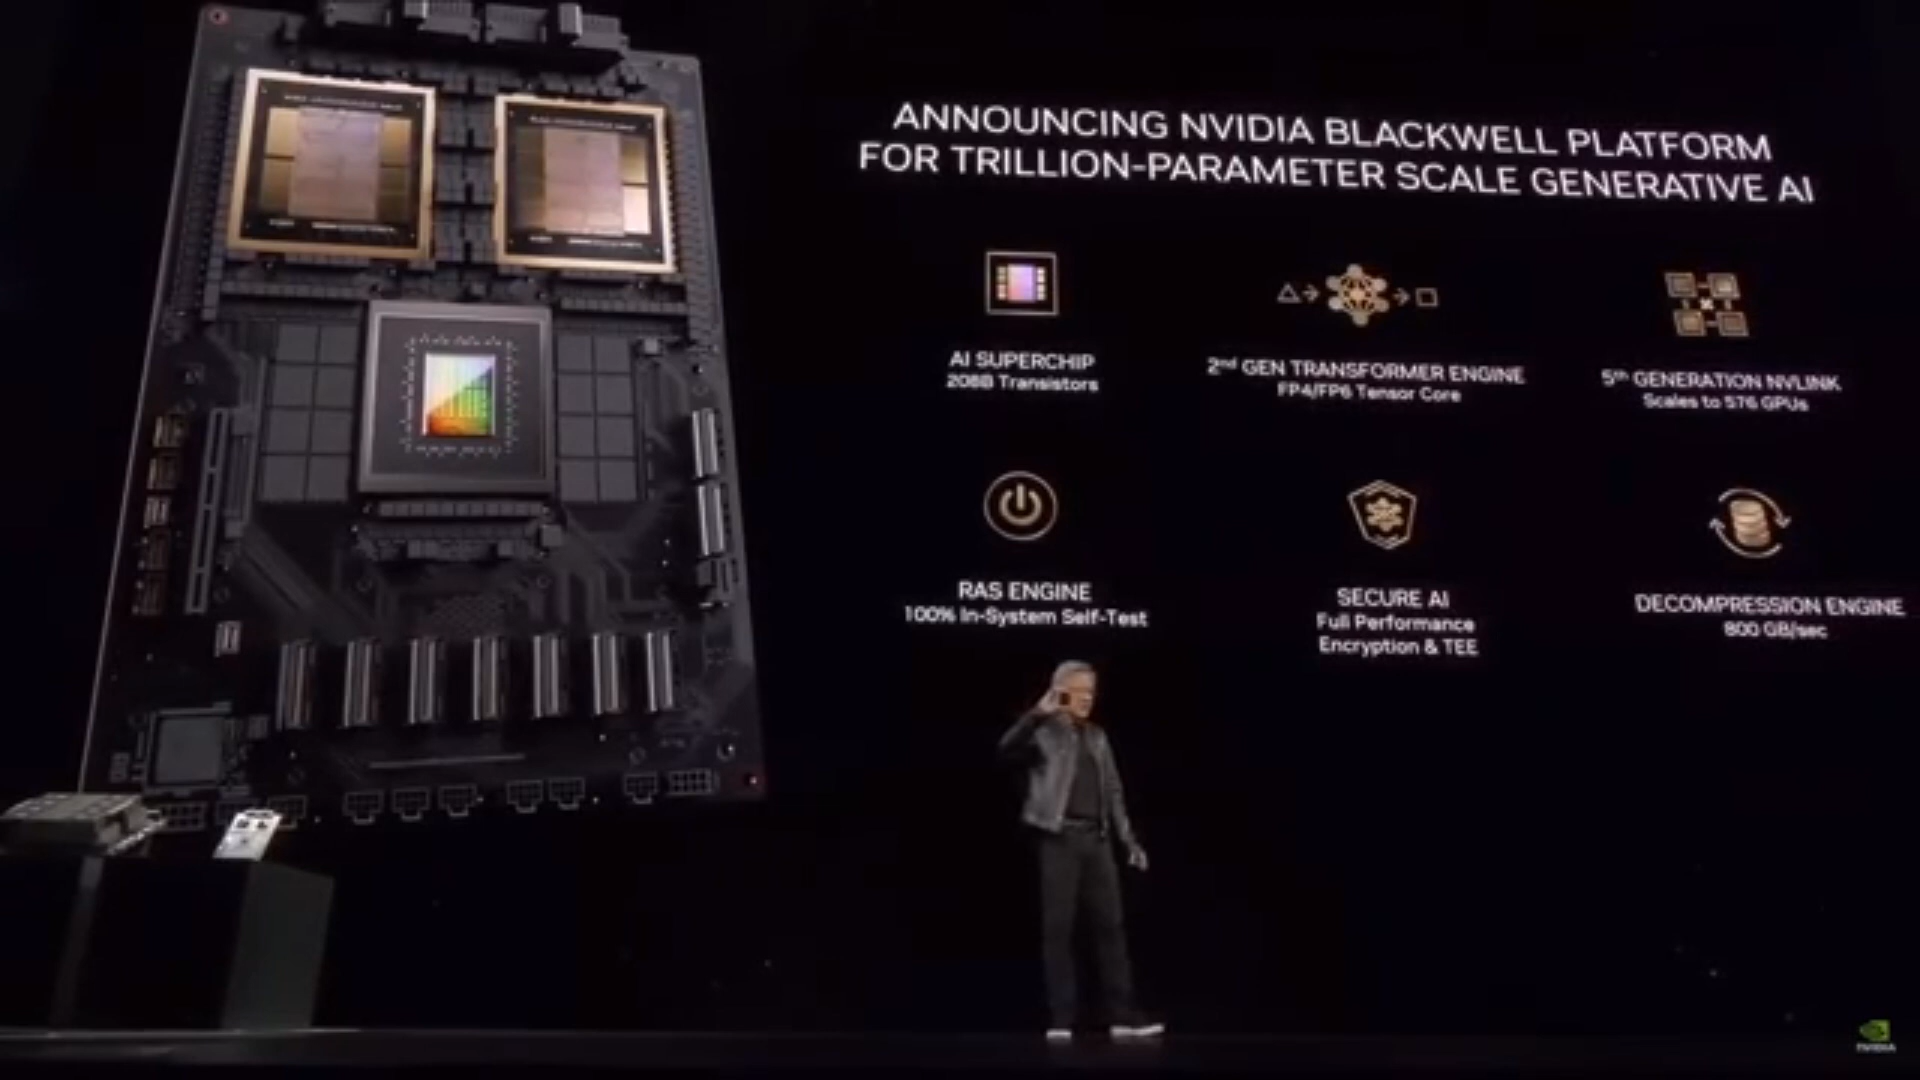 ANNOUNCING NVIDIA BLACKWELL PLATFORM
FOR TRILLION-PARAMETER SCALE GENERATIVE AI
AI SUPERCHIP
208B Transistors
2nd GEN TRANSFORMER ENGINE
FP4/FP6 Tensor Core
5th GENERATION NVLINK
Scales to 576 GPUs
RAS ENGINE
100% In-System Self-Test
SECURE AI
Full Performance
Encryption & TEE
DECOMPRESSION ENGINE
800 GB/sec
NVIDIA